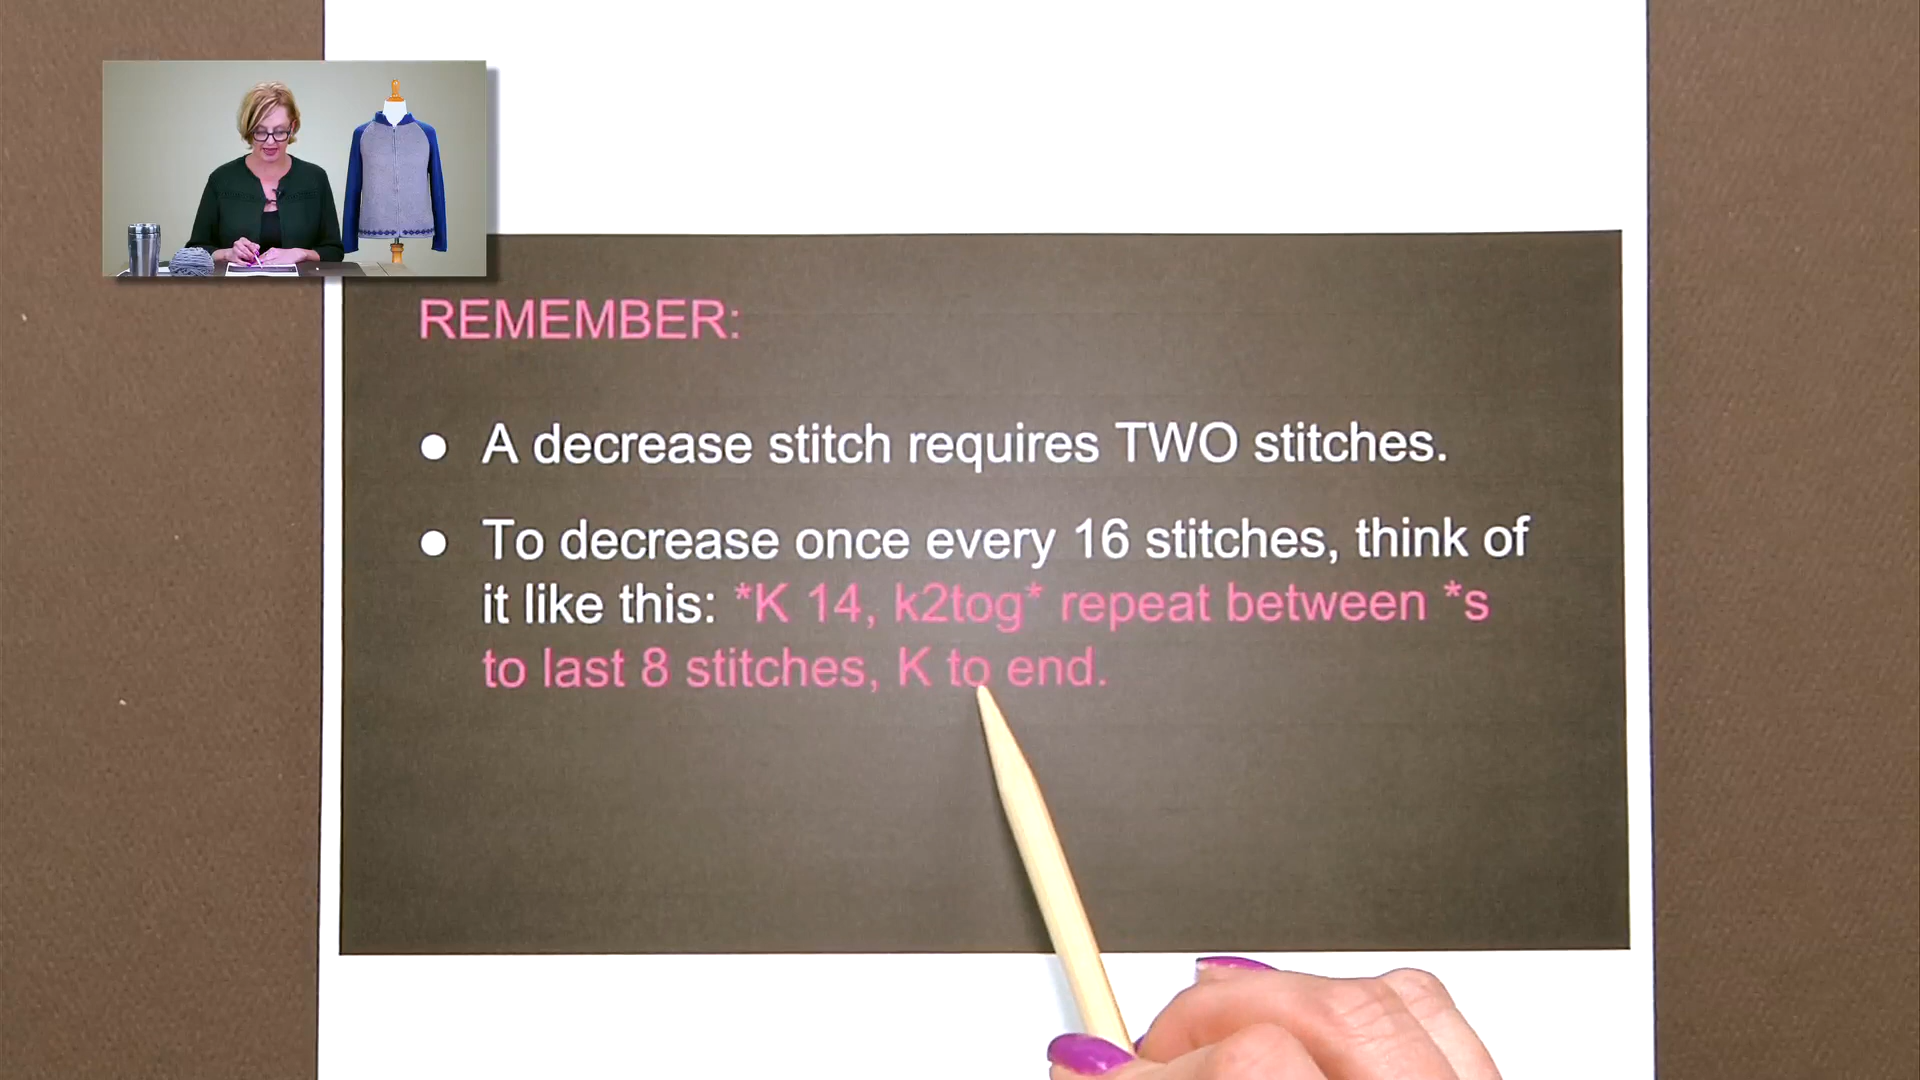 REMEMBER:
● A decrease stitch requires TWO stitches.
● To decrease once every 16 stitches, think of
it like this: *K 14, k2tog* repeat between *s
to last 8 stitches, K to end.